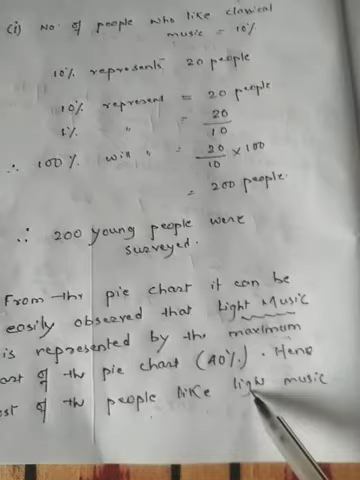 (i) No. of people who like classical
music = 10%
10% represents 20 people
10% represent = 20 people
1% " = 20/10
∴ 100% will " = 20/10 × 100
= 200 people.
∴ 200 young people were
surveyed.
From the pie chart it can be
easily observed that Light Music
is represented by the maximum
of the pie chart (40%). Hence
of the people like light music